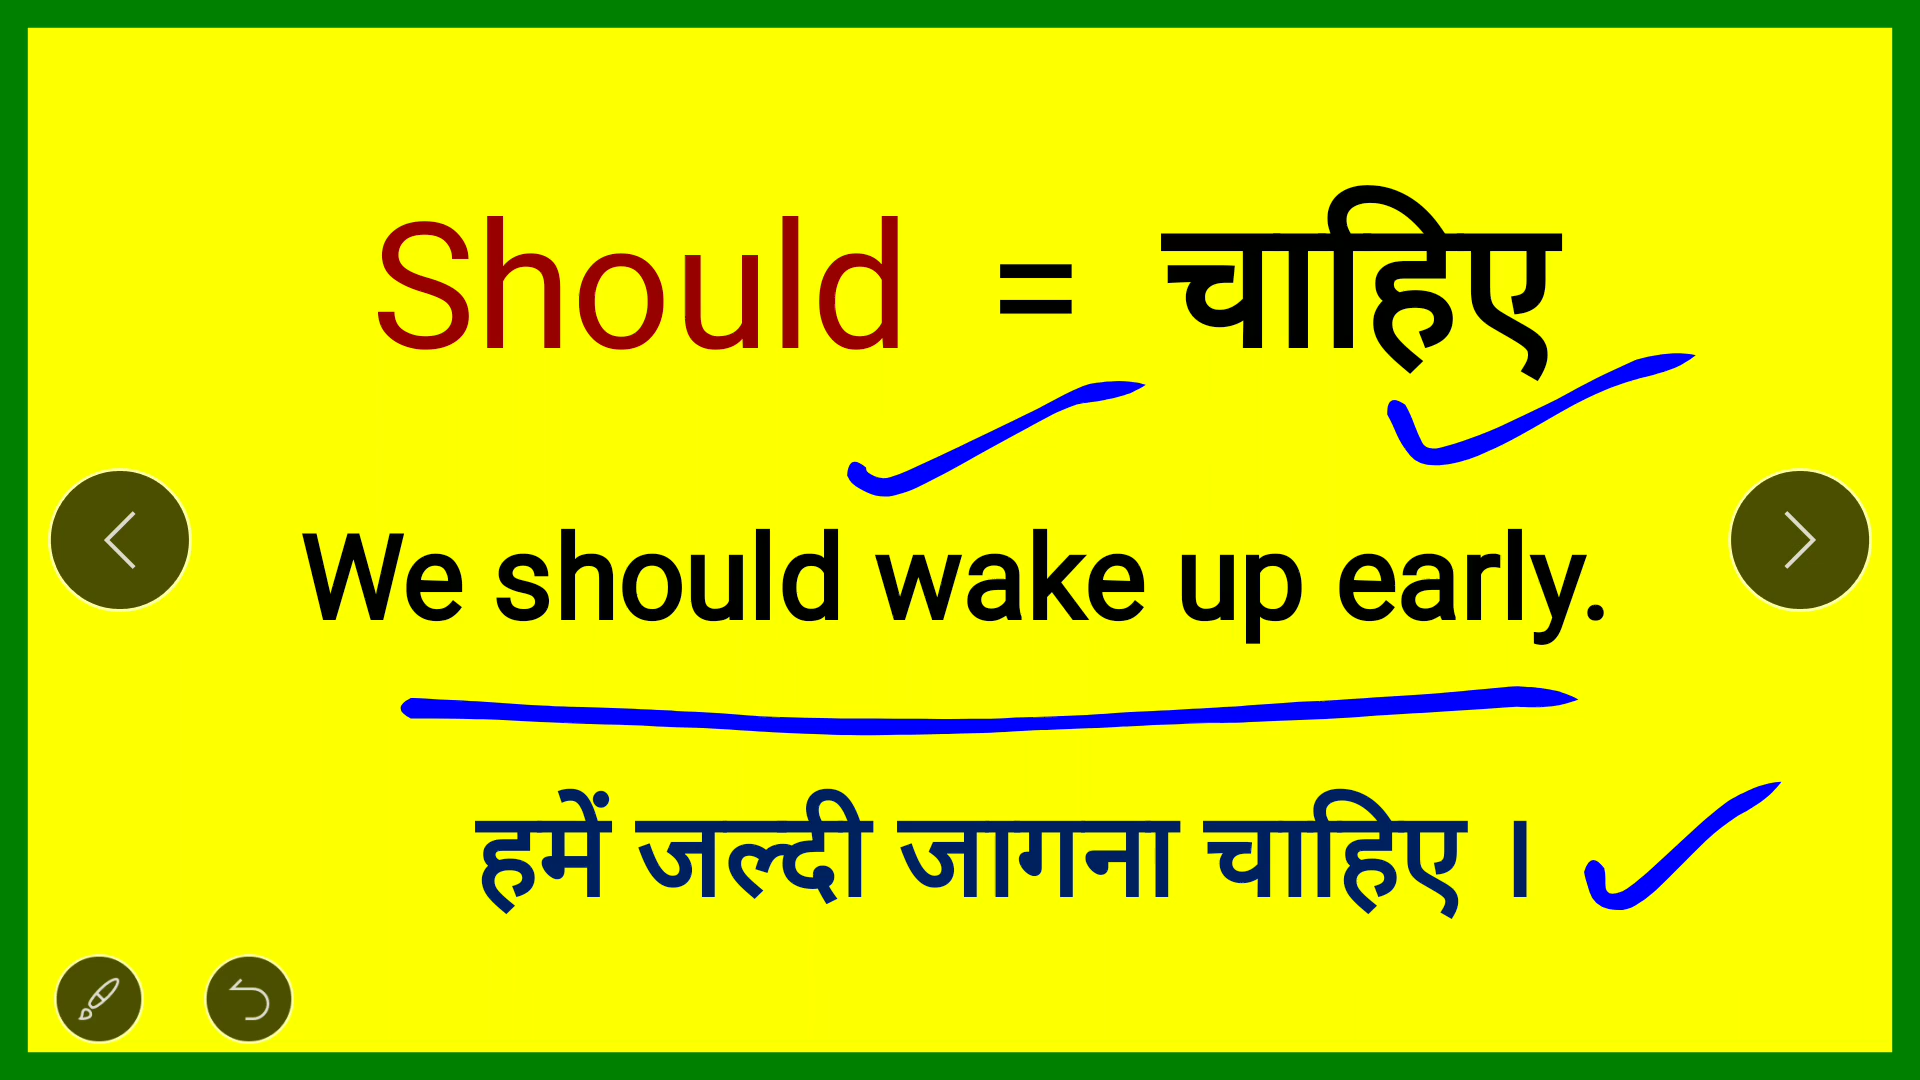 Should = चाहिए
We should wake up early.
हमें जल्दी जागना चाहिए ।